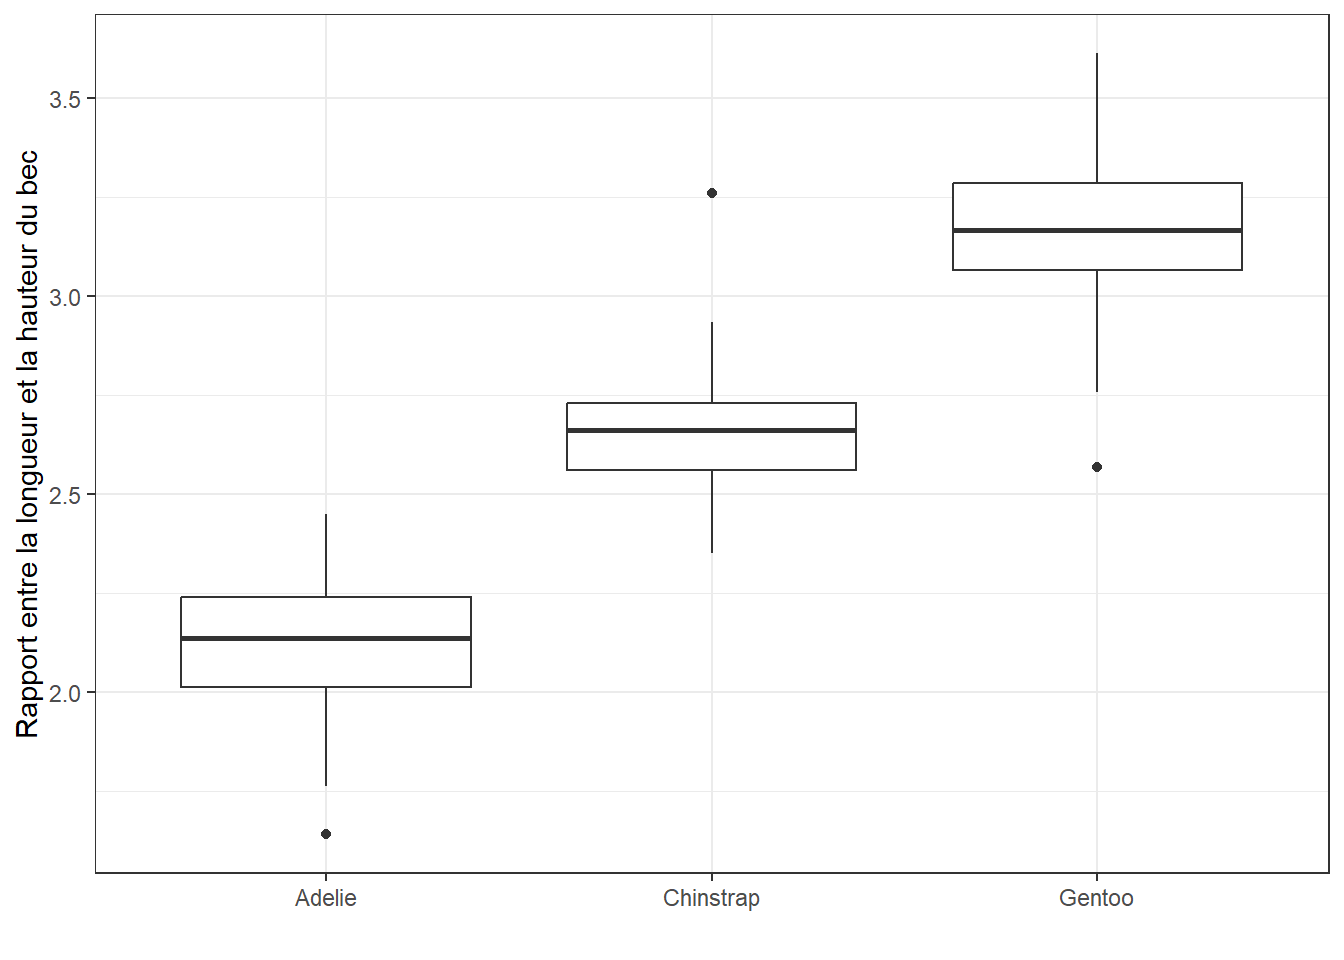 Rapport entre la longueur et la hauteur du bec
3.5
3.0
2.5
2.0
Adelie
Chinstrap
Gentoo